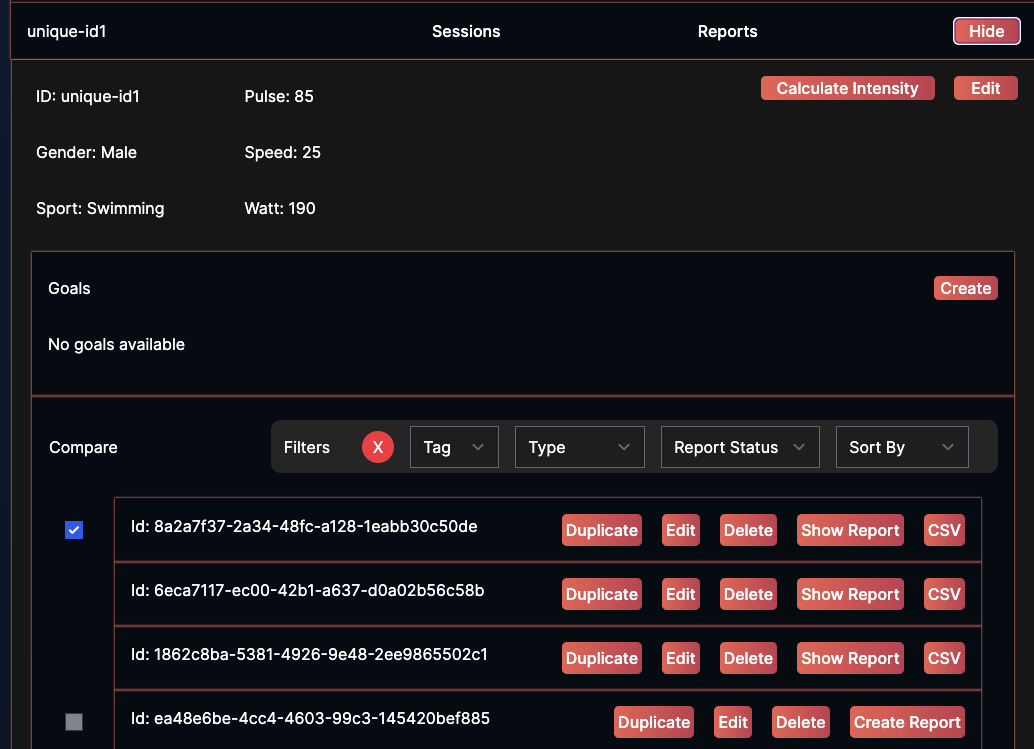 unique-id1 Sessions Reports Hide
Calculate Intensity Edit
ID: unique-id1 Pulse: 85
Gender: Male Speed: 25
Sport: Swimming Watt: 190
Goals Create
No goals available
Compare Filters X Tag Type Report Status Sort By
Id: 8a2a7f37-2a34-48fc-a128-1eabb30c50de Duplicate Edit Delete Show Report CSV
Id: 6eca7117-ec00-42b1-a637-d0a02b56c58b Duplicate Edit Delete Show Report CSV
Id: 1862c8ba-5381-4926-9e48-2ee9865502c1 Duplicate Edit Delete Show Report CSV
Id: ea48e6be-4cc4-4603-99c3-145420bef885 Duplicate Edit Delete Create Report